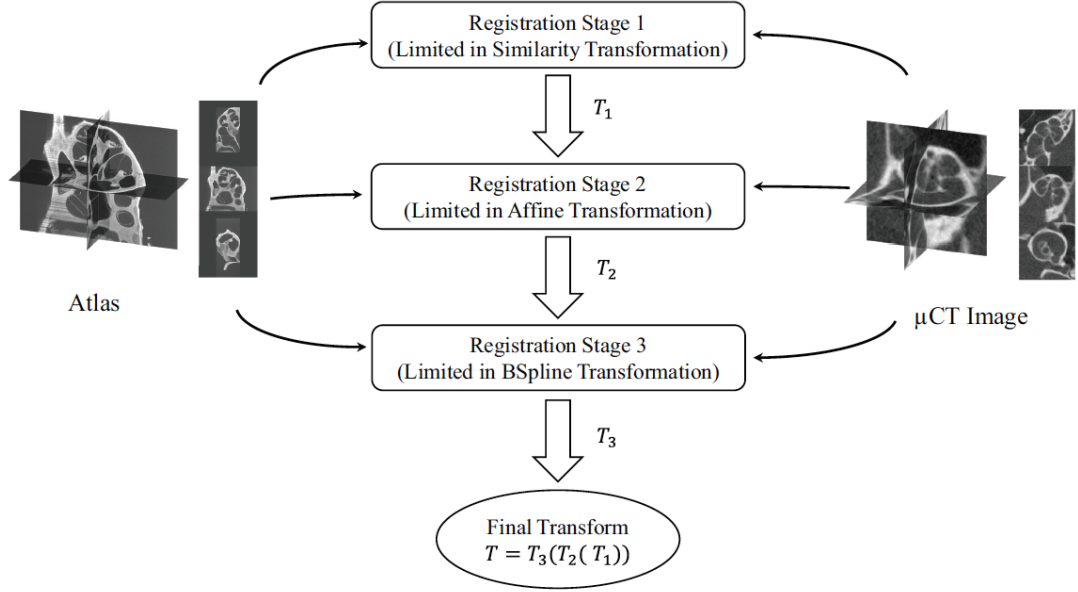 Registration Stage 1
(Limited in Similarity Transformation)
T₁
Registration Stage 2
(Limited in Affine Transformation)
T₂
Atlas
μCT Image
Registration Stage 3
(Limited in BSpline Transformation)
T₃
Final Transform
T = T₃(T₂( T₁))